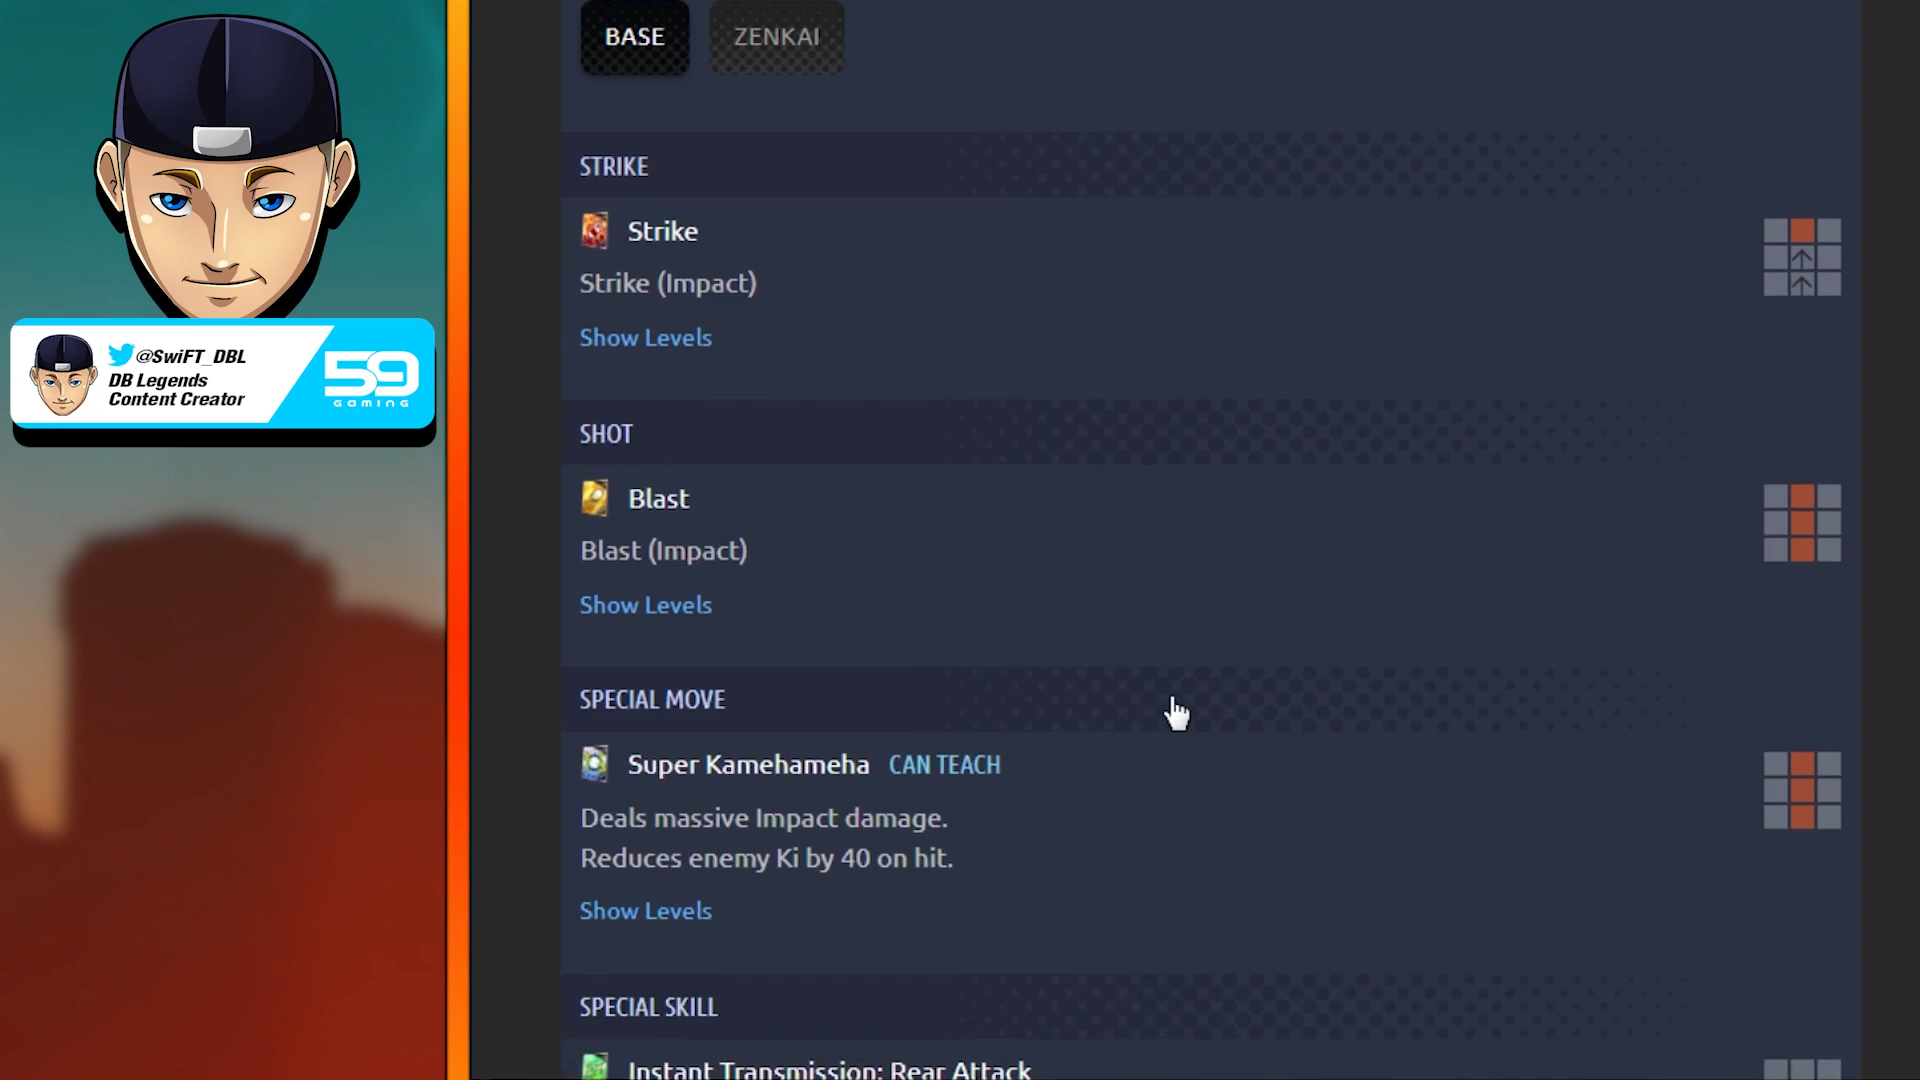 BASE
ZENKAI
STRIKE
Strike
Strike (Impact)
Show Levels
@SwiFT_DBL
DB Legends
Content Creator
59
GAMING
SHOT
Blast
Blast (Impact)
Show Levels
SPECIAL MOVE
Super Kamehameha CAN TEACH
Deals massive Impact damage.
Reduces enemy Ki by 40 on hit.
Show Levels
SPECIAL SKILL
Instant Transmission: Rear Attack